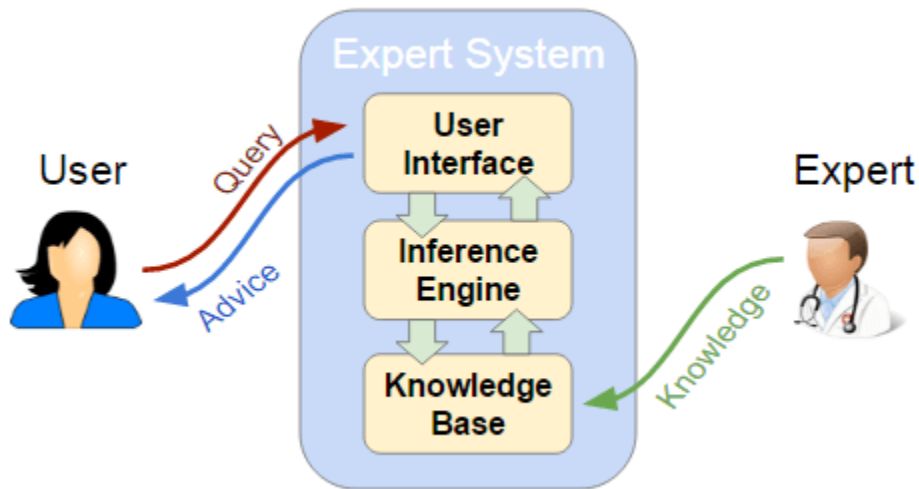 Expert System
User
Interface
Query
Advice
User
Expert
Inference
Engine
Knowledge
Knowledge
Base